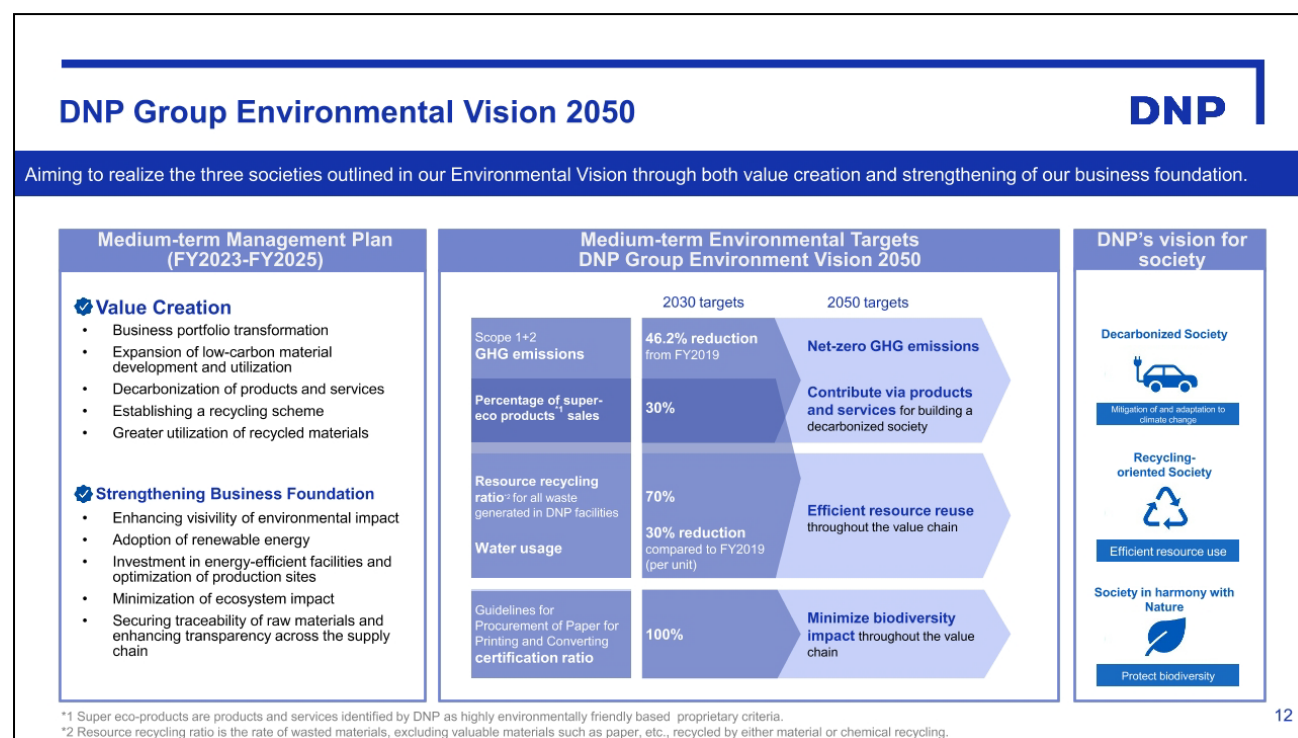 DNP Group Environmental Vision 2050
DNP
Aiming to realize the three societies outlined in our Environmental Vision through both value creation and strengthening of our business foundation.
Medium-term Management Plan
(FY2023-FY2025)
Value Creation
• Business portfolio transformation
• Expansion of low-carbon material
development and utilization
• Decarbonization of products and services
• Establishing a recycling scheme
• Greater utilization of recycled materials
Strengthening Business Foundation
• Enhancing visivility of environmental impact
• Adoption of renewable energy
• Investment in energy-efficient facilities and
optimization of production sites
• Minimization of ecosystem impact
• Securing traceability of raw materials and
enhancing transparency across the supply
chain
Medium-term Environmental Targets
DNP Group Environment Vision 2050
2030 targets
2050 targets
Scope 1+2
GHG emissions
46.2% reduction
from FY2019
Net-zero GHG emissions
Percentage of super-
eco products*1 sales
30%
Contribute via products
and services for building a
decarbonized society
Resource recycling
ratio*2 for all waste
generated in DNP facilities
70%
Water usage
30% reduction
compared to FY2019
(per unit)
Efficient resource reuse
throughout the value chain
Guidelines for
Procurement of Paper for
Printing and Converting
certification ratio
100%
Minimize biodiversity
impact throughout the value
chain
DNP's vision for
society
Decarbonized Society
Mitigation of and adaptation to
climate change
Recycling-
oriented Society
Efficient resource use
Society in harmony with
Nature
Protect biodiversity
*1 Super eco-products are products and services identified by DNP as highly environmentally friendly based proprietary criteria.
*2 Resource recycling ratio is the rate of wasted materials, excluding valuable materials such as paper, etc., recycled by either material or chemical recycling.
12